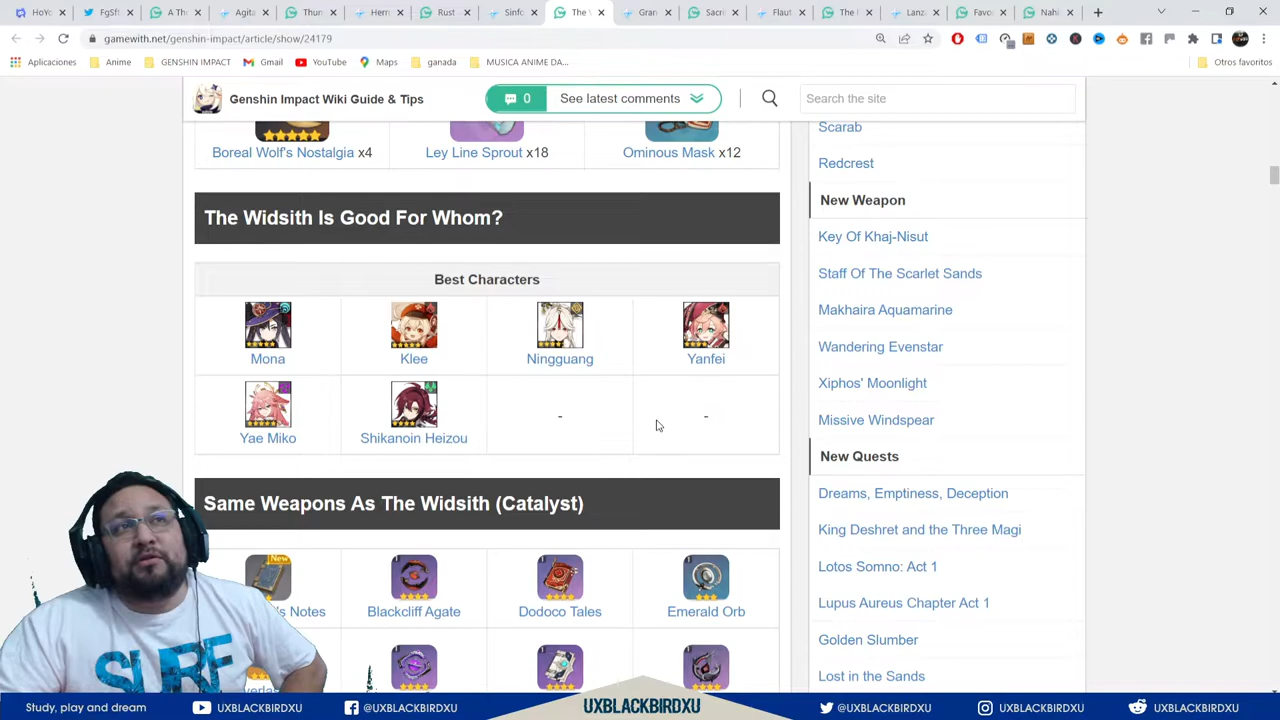 HoYo
FgSf
A Th
Agita
Thun
Herr
Rust
Sinfo
The V
Gran
Sacri
Flaut
The I
Lanza
Favo
Nahi
gamewith.net/genshin-impact/article/show/24179
Aplicaciones
Anime
GENSHIN IMPACT
Gmail
YouTube
Maps
ganada
MUSICA ANIME DA...
Otros favoritos
Genshin Impact Wiki Guide & Tips
0
See latest comments
Search the site
Boreal Wolf's Nostalgia x4
Ley Line Sprout x18
Ominous Mask x12
The Widsith Is Good For Whom?
Best Characters
Mona
Klee
Ningguang
Yanfei
Yae Miko
Shikanoin Heizou
-
-
Same Weapons As The Widsith (Catalyst)
New
's Notes
Blackcliff Agate
Dodoco Tales
Emerald Orb
Scarab
Redcrest
New Weapon
Key Of Khaj-Nisut
Staff Of The Scarlet Sands
Makhaira Aquamarine
Wandering Evenstar
Xiphos' Moonlight
Missive Windspear
New Quests
Dreams, Emptiness, Deception
King Deshret and the Three Magi
Lotos Somno: Act 1
Lupus Aureus Chapter Act 1
Golden Slumber
Lost in the Sands
SURF
Study, play and dream
UXBLACKBIRDXU
@UXBLACKBIRDXU
UXBLACKBIRDXU
@UXBLACKBIRDXU
UXBLACKBIRDXU
UXBLACKBIRDXU